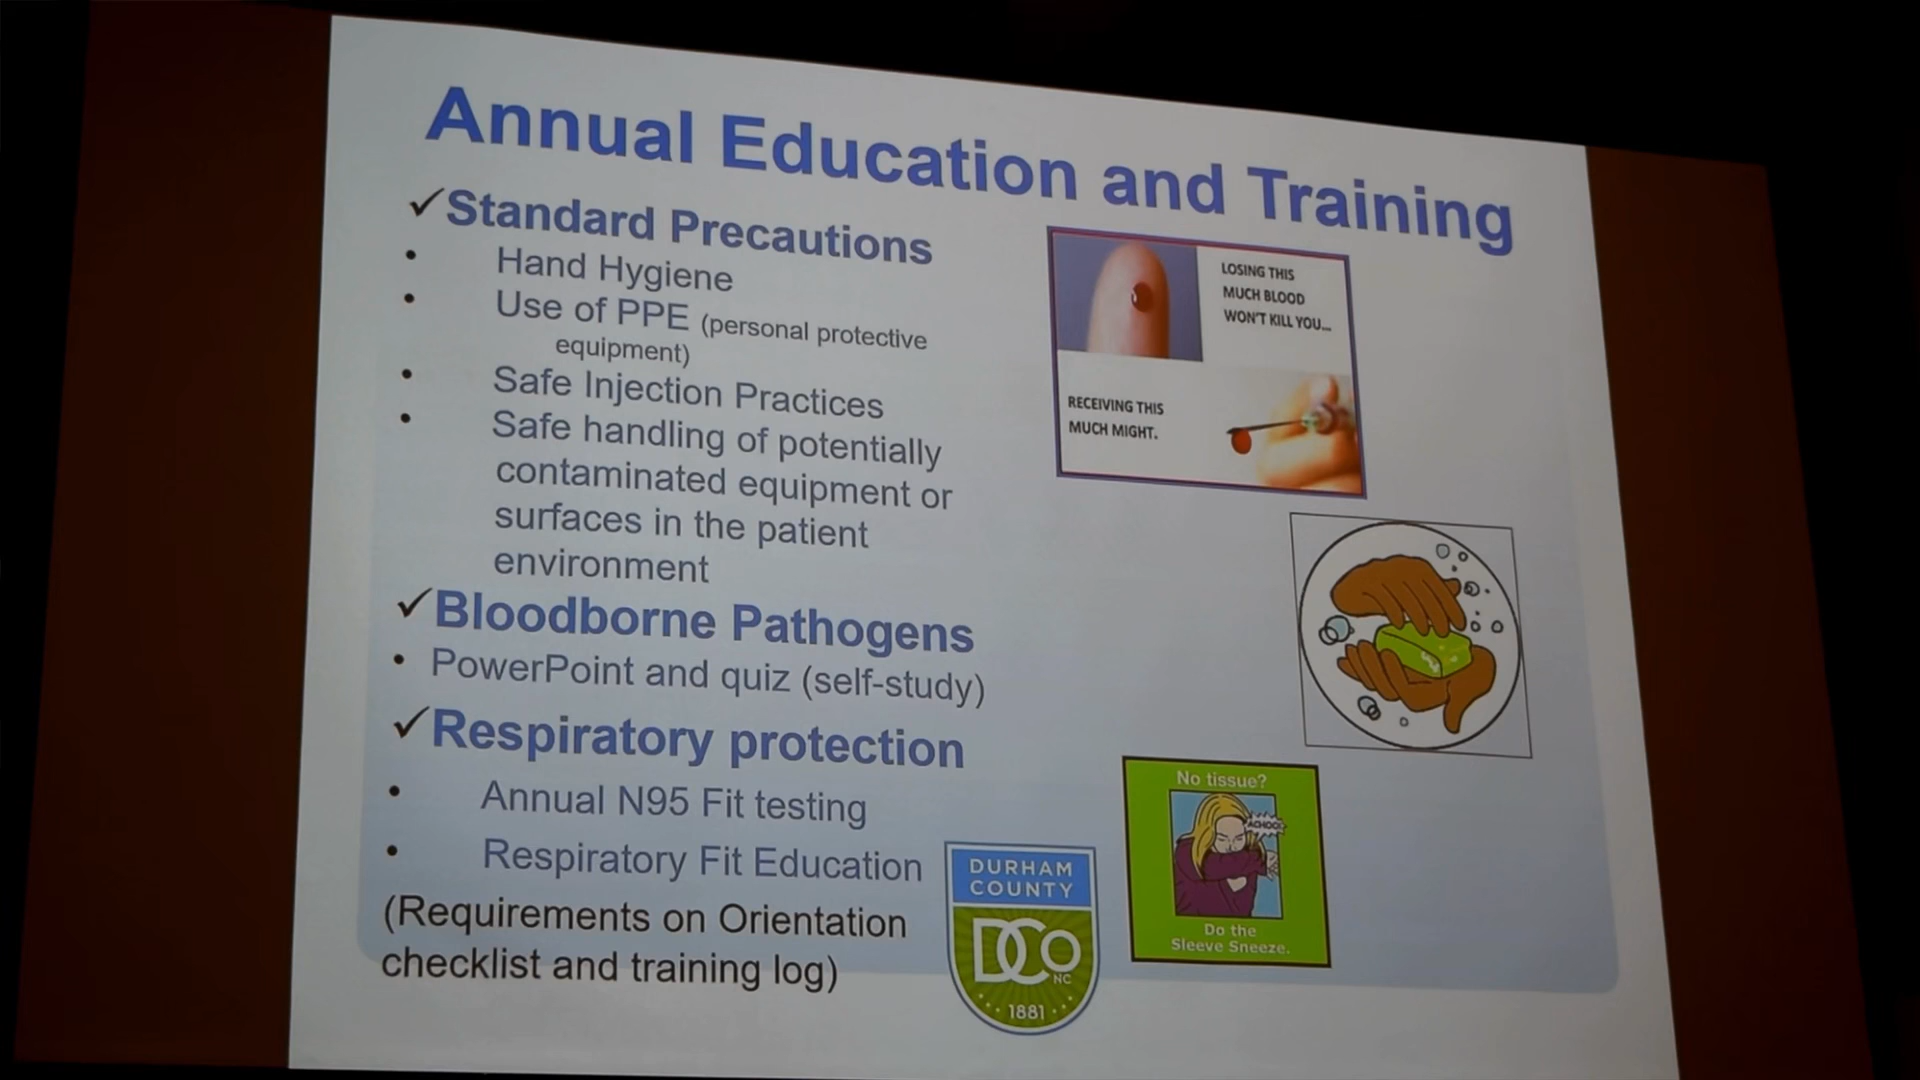 Annual Education and Training
✓Standard Precautions
• Hand Hygiene
• Use of PPE (personal protective
equipment)
• Safe Injection Practices
• Safe handling of potentially
contaminated equipment or
surfaces in the patient
environment
✓Bloodborne Pathogens
• PowerPoint and quiz (self-study)
✓Respiratory protection
• Annual N95 Fit testing
• Respiratory Fit Education
(Requirements on Orientation
checklist and training log)
LOSING THIS
MUCH BLOOD
WON'T KILL YOU...
RECEIVING THIS
MUCH MIGHT.
No tissue?
ACHOO!
Do the
Sleeve Sneeze.
DURHAM
COUNTY
DCO
NC
1881